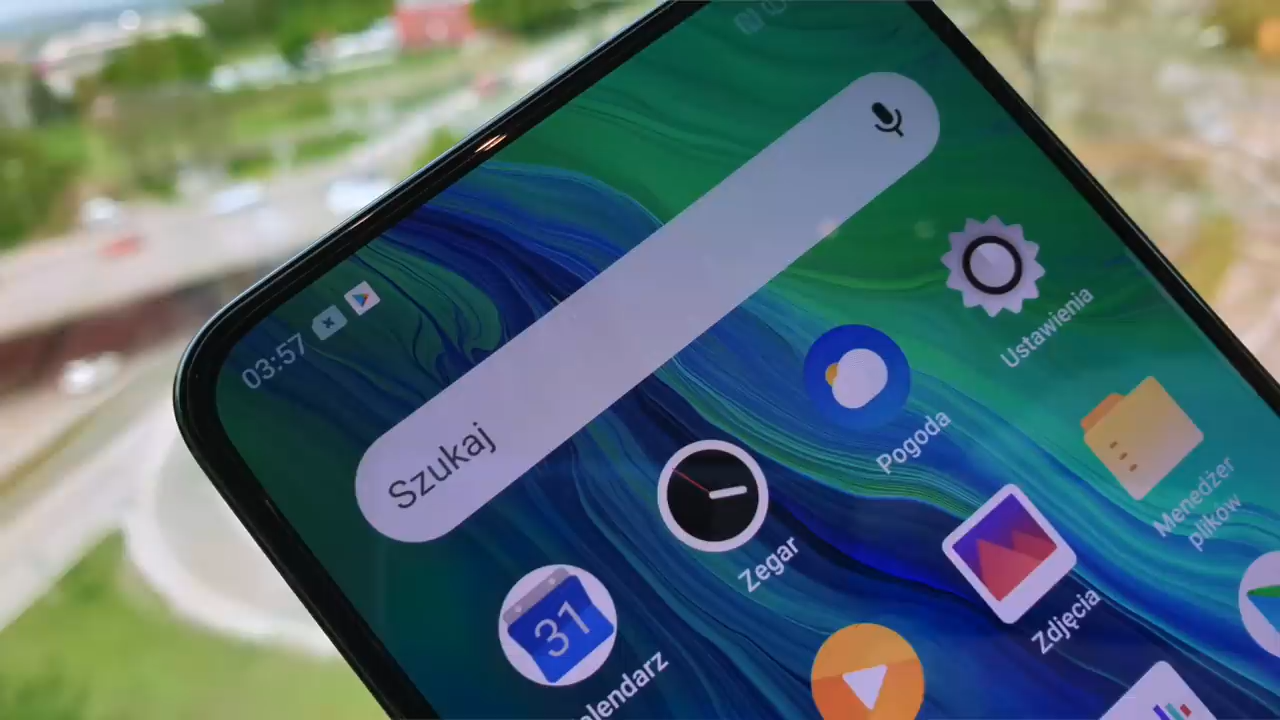 03:57
Szukaj
Ustawienia
Pogoda
Menedżer
plików
Zegar
Zdjęcia
31
alendarz